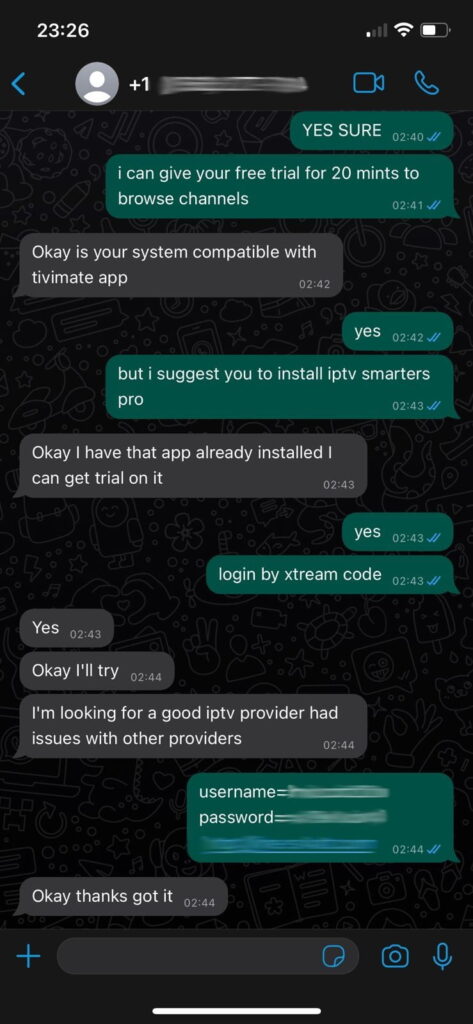 23:26
+1
YES SURE 02:40
i can give your free trial for 20 mints to
browse channels 02:41
Okay is your system compatible with
tivimate app 02:42
yes 02:42
but i suggest you to install iptv smarters
pro 02:43
Okay I have that app already installed I
can get trial on it 02:43
yes 02:43
login by xtream code 02:43
Yes 02:43
Okay I'll try 02:44
I'm looking for a good iptv provider had
issues with other providers 02:44
username=
password=
02:44
Okay thanks got it 02:44